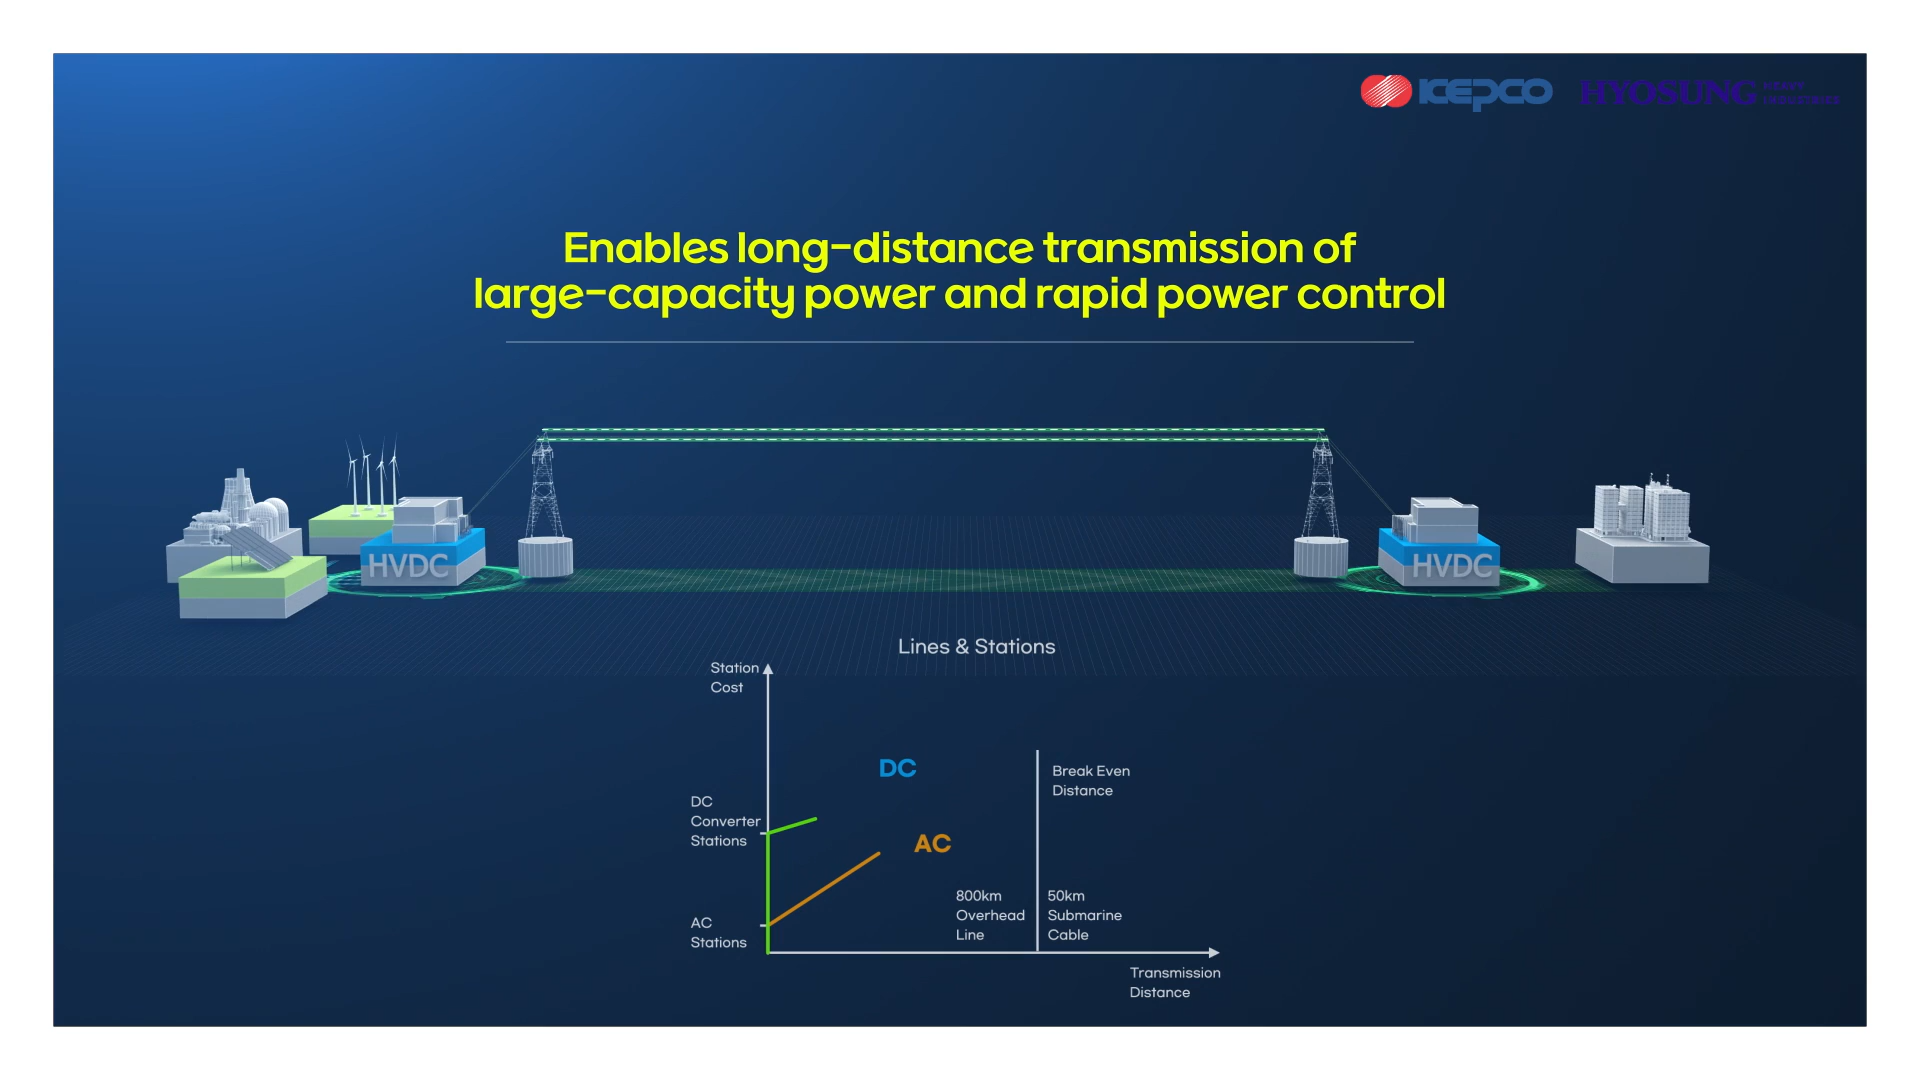 KEPCO
HYOSUNG HEAVY
INDUSTRIES
Enables long-distance transmission of
large-capacity power and rapid power control
HVDC
HVDC
Lines & Stations
Station
Cost
DC
Break Even
Distance
DC
Converter
Stations
AC
800km
Overhead
Line
50km
Submarine
Cable
AC
Stations
Transmission
Distance